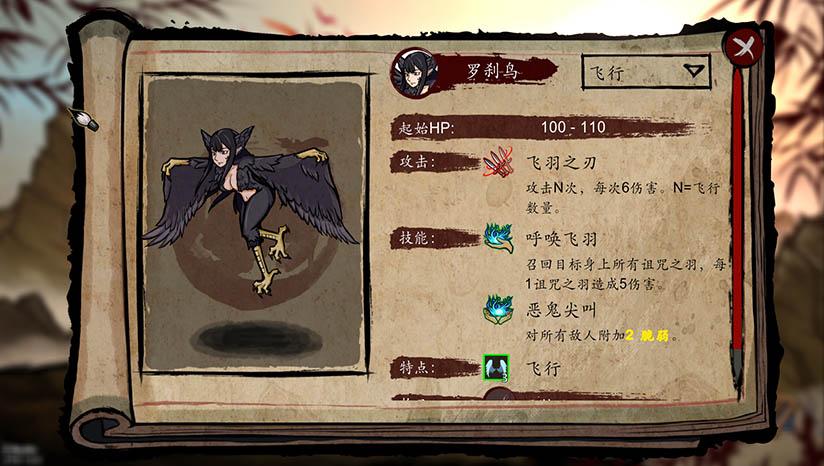 罗刹鸟
飞行
起始HP: 100 - 110
攻击: 飞羽之刃
攻击N次，每次6伤害。N=飞行
数量。
技能: 呼唤飞羽
召回目标身上所有诅咒之羽，每
1诅咒之羽造成5伤害。
恶鬼尖叫
对所有敌人附加2 脆弱。
特点: 飞行
3